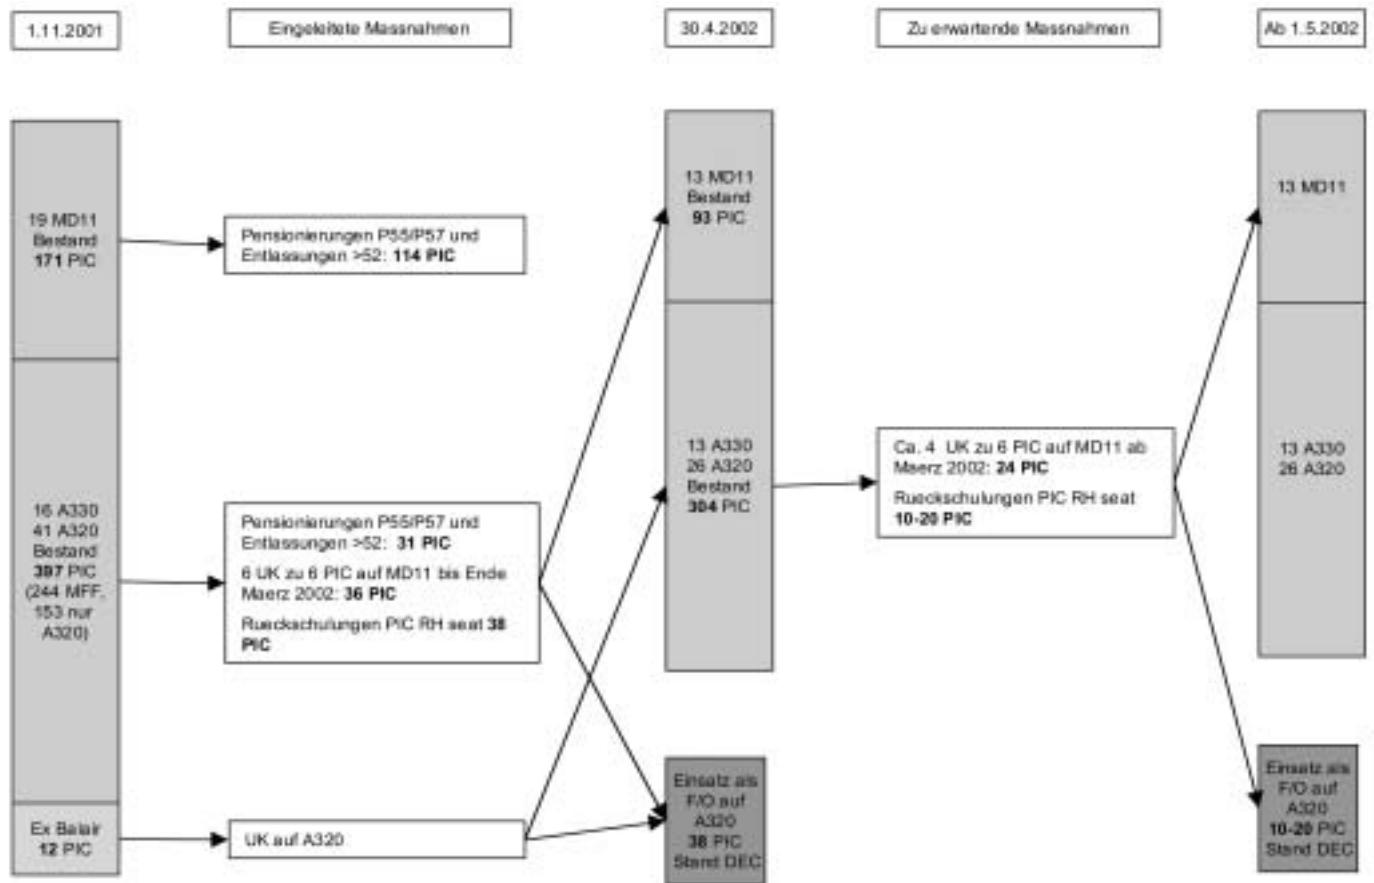 1.11.2001
Eingeleitete Massnahmen
30.4.2002
Zu erwartende Massnahmen
Ab 1.5.2002
19 MD11
Bestand
171 PIC
Pensionierungen P55/P57 und
Entlassungen >52: 114 PIC
13 MD11
Bestand
93 PIC
13 MD11
16 A330
41 A320
Bestand
397 PIC
(244 MFF,
153 nur
A320)
Pensionierungen P55/P57 und
Entlassungen >52: 31 PIC
6 UK zu 6 PIC auf MD11 bis Ende
Maerz 2002: 36 PIC
Rueckschulungen PIC RH seat 38
PIC
13 A330
26 A320
Bestand
304 PIC
Ca. 4 UK zu 6 PIC auf MD11 ab
Maerz 2002: 24 PIC
Rueckschulungen PIC RH seat
10-20 PIC
13 A330
26 A320
Ex Balair
12 PIC
UK auf A320
Einsatz als
F/O auf
A320
38 PIC
Stand DEC
Einsatz als
F/O auf
A320
10-20 PIC
Stand DEC